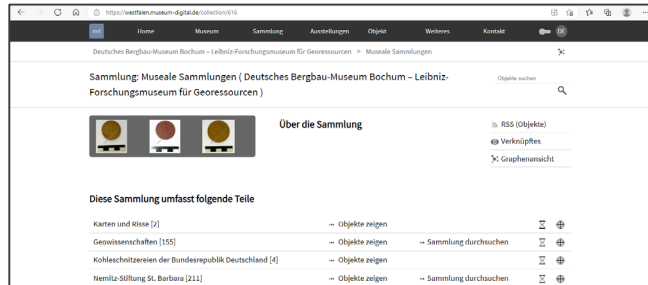 https://westfalen.museum-digital.de/collection/616
md Home Museum Sammlung Ausstellungen Objekt Weiteres Kontakt DE
Deutsches Bergbau-Museum Bochum – Leibniz-Forschungsmuseum für Georessourcen > Museale Sammlungen
Sammlung: Museale Sammlungen ( Deutsches Bergbau-Museum Bochum – Leibniz-
Forschungsmuseum für Georessourcen )
Objekte suchen
Über die Sammlung
RSS (Objekte)
Verknüpftes
Graphenansicht
Diese Sammlung umfasst folgende Teile
Karten und Risse [2] Objekte zeigen
Geowissenschaften [155] Objekte zeigen Sammlung durchsuchen
Kohleschnitzereien der Bundesrepublik Deutschland [4] Objekte zeigen
Nemitz-Stiftung St. Barbara [211] Objekte zeigen Sammlung durchsuchen